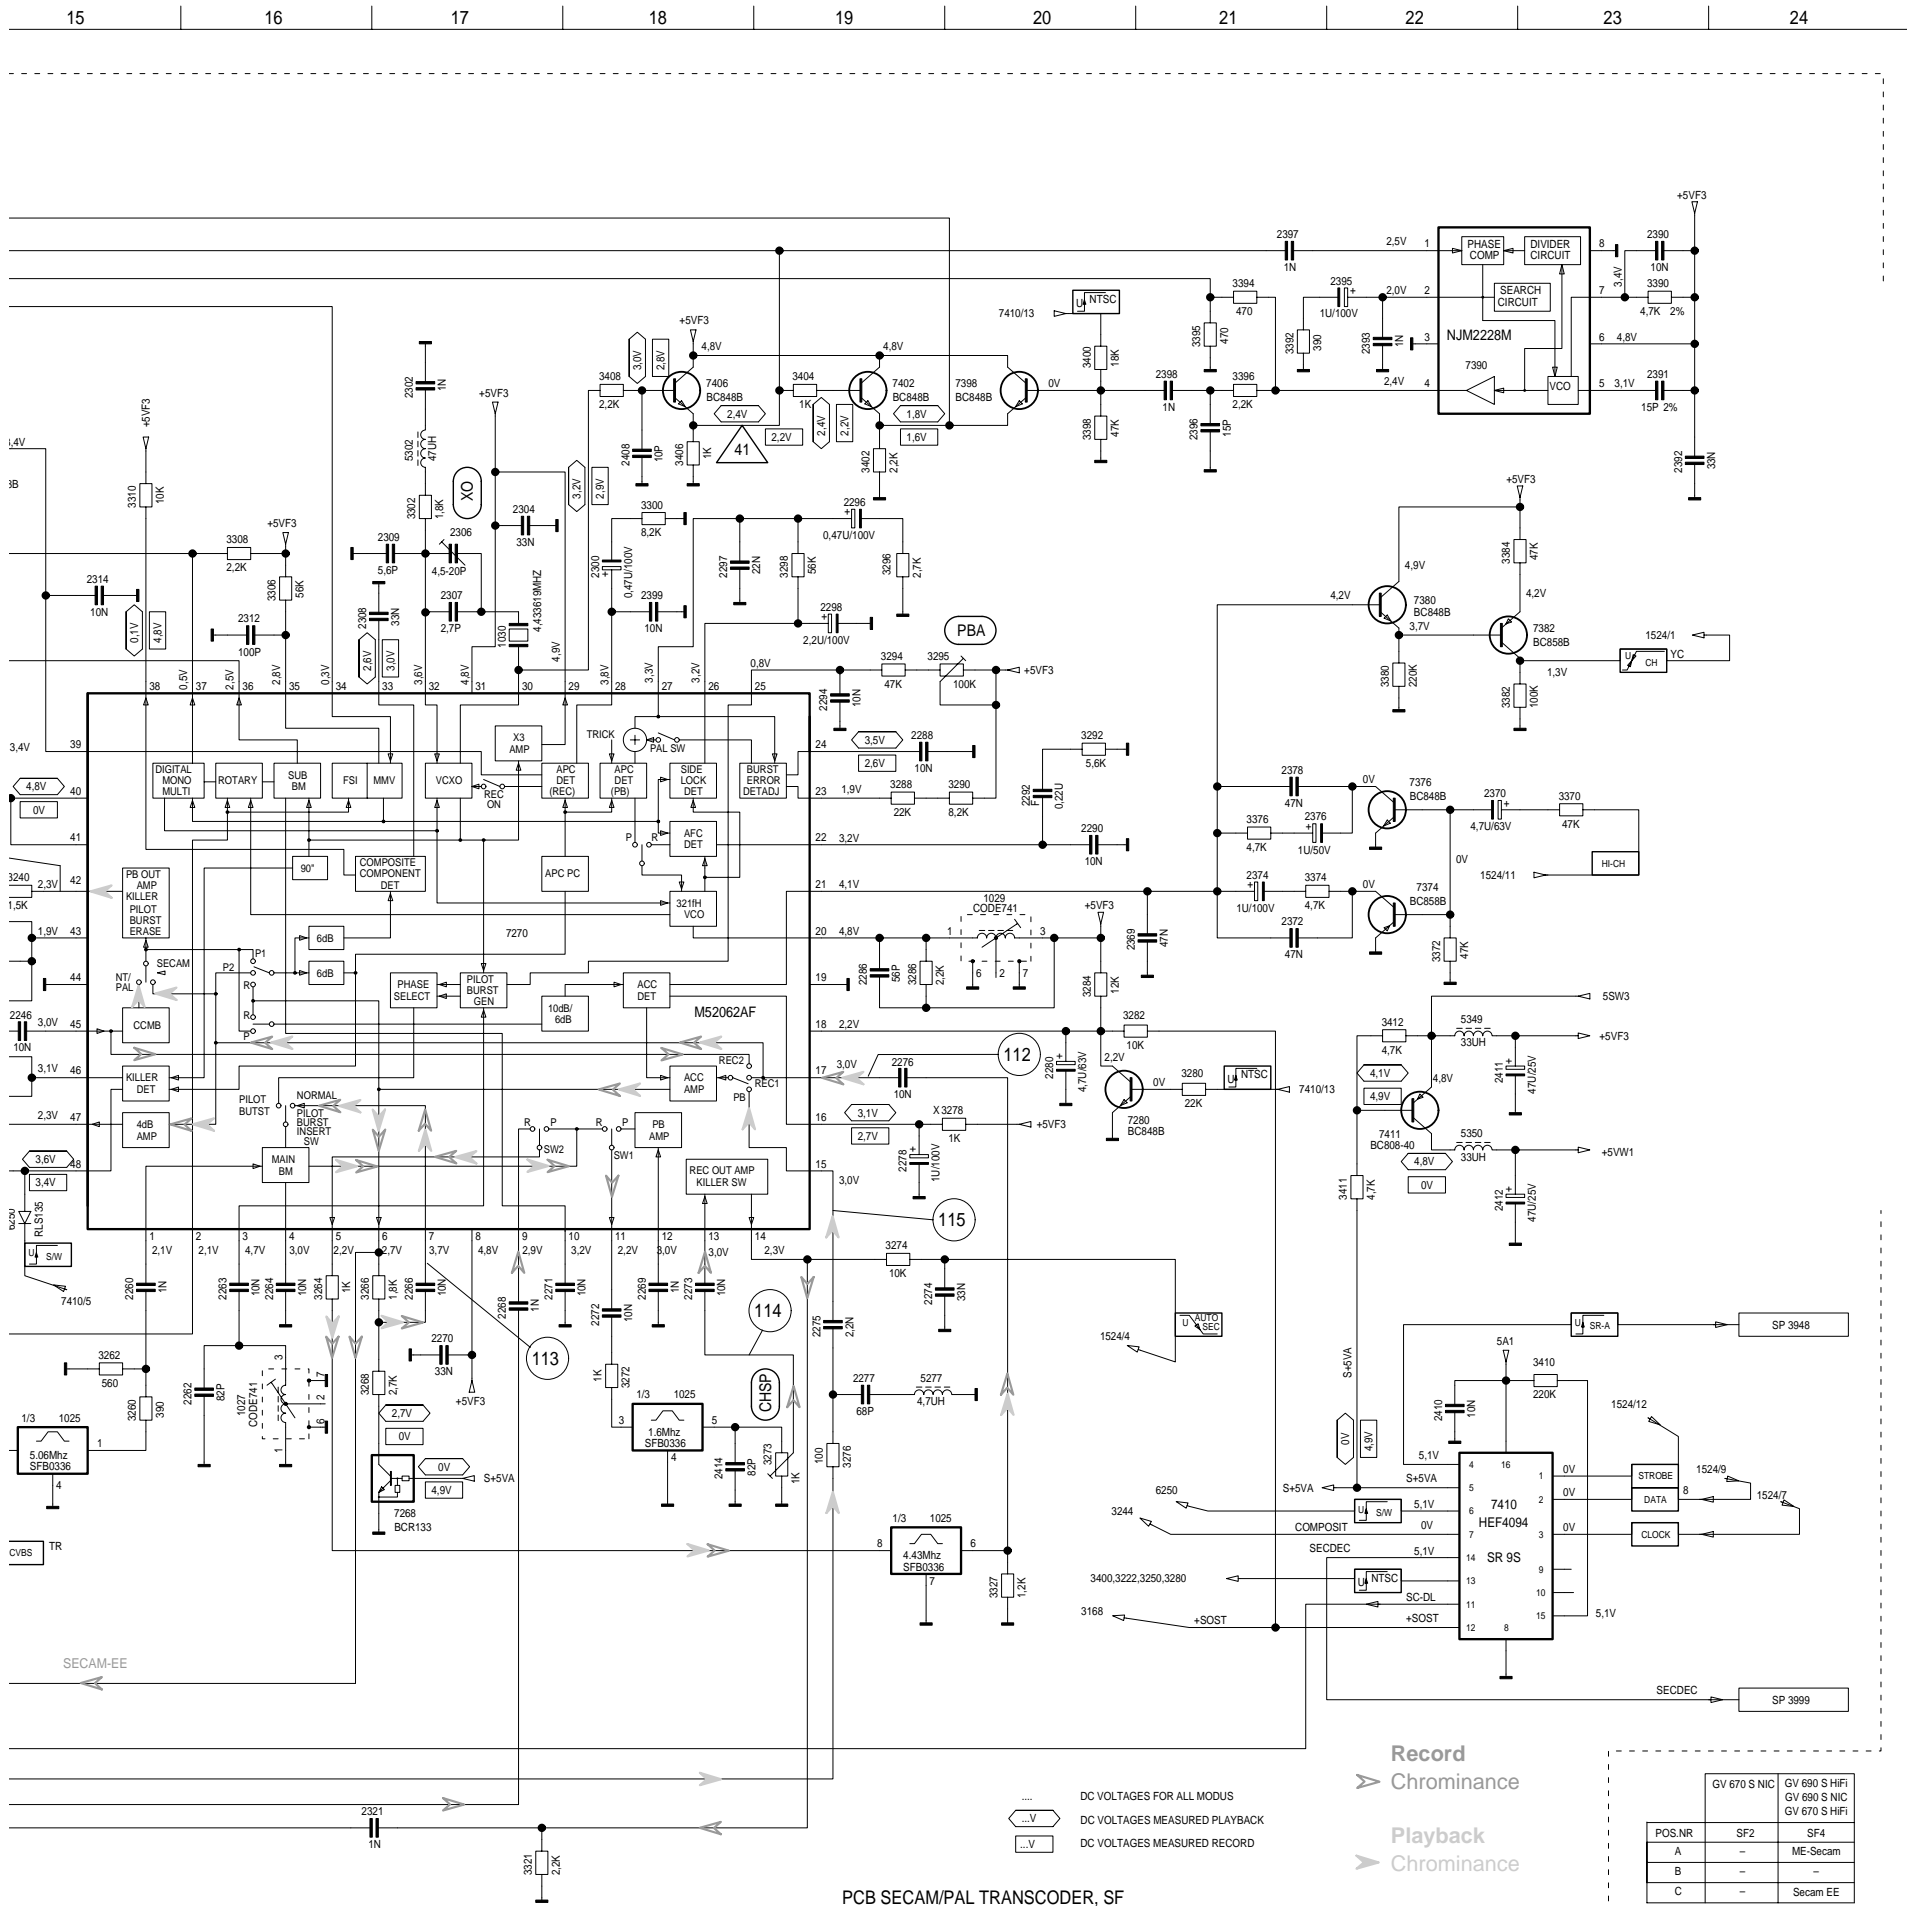 15 16 17 18 19 20 21 22 23 24
+5VF3
2397
1N
2,5V
1
PHASE
COMP
DIVIDER
CIRCUIT
8
2390
10N
3,4V
2395
1U/100V
2,0V
2
SEARCH
CIRCUIT
7
3390
4,7K 2%
3394
470
3395
470
3392
390
2393
1N
3
NJM2228M
6
4,8V
7390
2,4V
4
VCO
5
3,1V
2391
15P 2%
2392
33N
NTSC
7410/13
3400
18K
3398
47K
0V
2398
1N
3396
2,2K
2396
15P
+5VF3
4,8V
3,0V
2,8V
3408
2,2K
7406
BC848B
2,4V
2,2V
41
2408
10P
3406
1K
3404
1K
4,8V
7402
BC848B
7398
BC848B
2,4V
2,2V
1,8V
1,6V
3402
2,2K
2302
1N
5302
47UH
3302
1,8K
XO
+5VF3
3,2V
2,9V
2304
33N
2306
4,5-20P
2309
5,6P
2307
2,7P
2308
33N
1030
4,433619MHZ
+5VF3
3310
10K
+5VF3
3308
2,2K
3306
56K
2314
10N
2312
100P
0,1V
4,8V
2,6V
3,0V
3300
8,2K
2300
0,47U/100V
2399
10N
2297
22N
3298
56K
2296
0,47U/100V
3296
2,7K
2298
2,2U/100V
PBA
3294
47K
3295
100K
+5VF3
2294
10N
38 0,5V 37 2,5V 36 2,8V 35 0,3V 34 33 3,6V 32 4,8V 31 30 4,9V 29 3,8V 28 3,3V 27 3,2V 26 0,8V 25
39
3,4V
40
4,8V
0V
41
42
2,3V
3240
1,5K
43
1,9V
44
45
3,0V
2246
10N
46
3,1V
47
2,3V
48
3,6V
3,4V
DIGITAL
MONO
MULTI
ROTARY
SUB
BM
FSI
MMV
VCXO
REC
ON
X3
AMP
APC
DET
(REC)
APC
DET
(PB)
TRICK
PAL SW
SIDE
LOCK
DET
BURST
ERROR
DETADJ
P R
AFC
DET
321fH
VCO
90°
COMPOSITE
COMPONENT
DET
APC PC
PB OUT
AMP
KILLER
PILOT
BURST
ERASE
SECAM
NT/
PAL
P1
P2
R
R
P
6dB
6dB
7270
PHASE
SELECT
PILOT
BURST
GEN
10dB/
6dB
ACC
DET
M52062AF
CCMB
KILLER
DET
4dB
AMP
PILOT
BUTST
NORMAL
PILOT
BURST
INSERT
SW
MAIN
BM
R P
SW2
R P
SW1
PB
AMP
ACC
AMP
REC2
REC1
PB
REC OUT AMP
KILLER SW
24
3,5V
2,6V
2288
10N
23
1,9V
3288
22K
3290
8,2K
22
3,2V
2292
0,22U
F
3292
5,6K
2290
10N
21
4,1V
20
4,8V
2286
56P
3286
2,2K
1029
CODE741
1 3
6 2 7
+5VF3
3284
12K
2369
47N
19
18
2,2V
17
3,0V
2276
10N
112
2280
4,7U/63V
3282
10K
2,2V
0V
7280
BC848B
3280
22K
NTSC
7410/13
16
3,1V
2,7V
X 3278
1K
+5VF3
2278
1U/100V
15
3,0V
115
4,2V
4,9V
7380
BC848B
3,7V
3380
220K
+5VF3
3384
47K
4,2V
7382
BC858B
1,3V
3382
100K
1524/1
CH
YC
2378
47N
3376
4,7K
2376
1U/50V
0V
7376
BC848B
2370
4,7U/63V
3370
47K
0V
HI-CH
1524/11
2374
1U/100V
3374
4,7K
2372
47N
0V
7374
BC858B
3372
47K
5SW3
3412
4,7K
5349
33UH
+5VF3
2411
47U/25V
4,1V
4,9V
4,8V
7411
BC808-40
4,8V
0V
5350
33UH
+5VW1
2412
47U/25V
3411
4,7K
6250
RLS135
S/W
7410/5
1 2 3 4 5 6 7 8 9 10 11 12 13 14
2,1V 2,1V 4,7V 3,0V 2,2V 2,7V 3,7V 4,8V 2,9V 3,2V 2,2V 3,0V 3,0V 2,3V
2260
1N
2263
10N
2264
10N
3264
1K
3266
1,8K
2266
10N
2268
1N
2271
10N
2272
10N
2269
1N
2273
10N
3274
10K
2274
33N
2275
2,2N
113
114
2270
33N
+5VF3
3262
560
3260
390
2262
82P
1027
CODE741
3
7
2
6
1
3268
2,7K
2,7V
0V
0V
4,9V
S+5VA
7268
BCR133
1/3 1025
5.06Mhz
SFB0336
1
4
3272
1K
1/3 1025
3
1.6Mhz
SFB0336
5
4
2414
82P
3273
1K
CHSP
2277
68P
5277
4,7UH
3276
100
1/3 1025
8
4.43Mhz
SFB0336
6
7
3327
1,2K
AUTO
SEC
1524/4
SR-A
SP 3948
S+5VA
5A1
3410
220K
2410
10N
0V
4,9V
1524/12
1524/9
1524/7
5,1V
4
16
S+5VA
S+5VA
5
6250
S/W
5,1V
6
3244
COMPOSIT
0V
7
SECDEC
5,1V
14
3400,3222,3250,3280
NTSC
13
SC-DL
11
3168
+SOST
+SOST
12
8
7410
HEF4094
SR 9S
1
0V
STROBE
2
0V
DATA
8
3
0V
CLOCK
9
10
15
5,1V
CVBS
TR
SECAM-EE
SECDEC
SP 3999
2321
1N
3321
2,2K
.... DC VOLTAGES FOR ALL MODUS
...V DC VOLTAGES MEASURED PLAYBACK
...V DC VOLTAGES MEASURED RECORD
Record
Chrominance
Playback
Chrominance
GV 670 S NIC
GV 690 S HiFi
GV 690 S NIC
GV 670 S HiFi
POS.NR SF2 SF4
A – ME-Secam
B – –
C – Secam EE
PCB SECAM/PAL TRANSCODER, SF